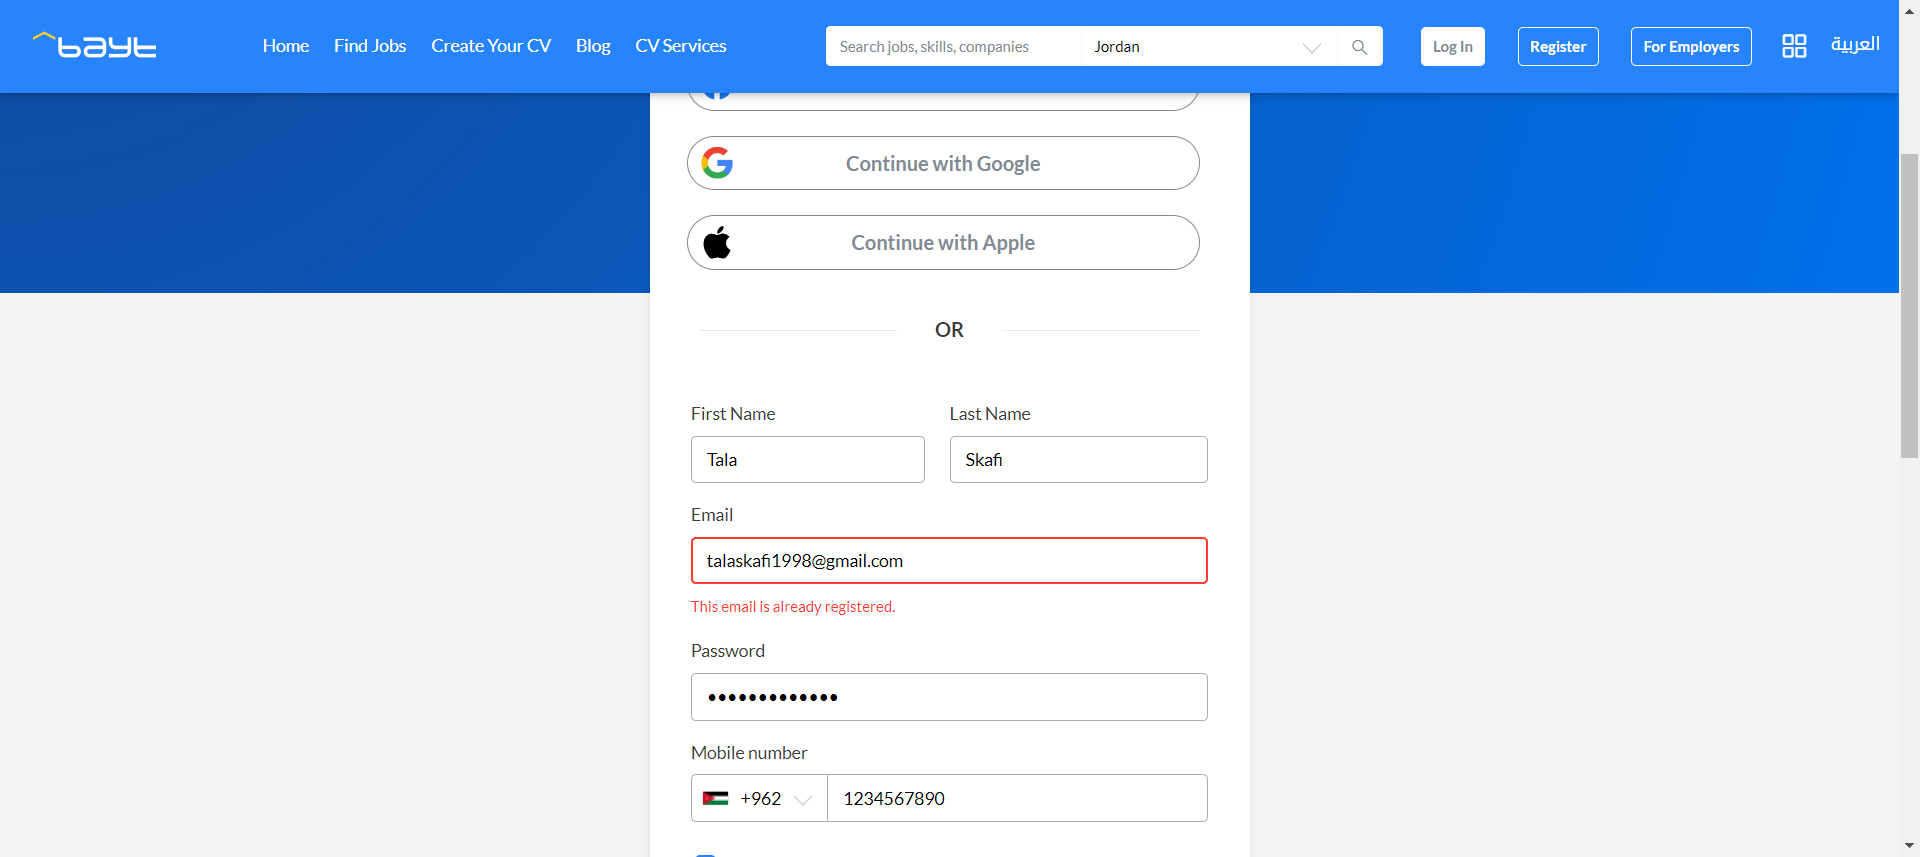 bayt
Home Find Jobs Create Your CV Blog CV Services
Search jobs, skills, companies Jordan
Log In Register For Employers العربية
Continue with Google
Continue with Apple
OR
First Name Last Name
Tala Skafi
Email
talaskafi1998@gmail.com
This email is already registered.
Password
•••••••••••••
Mobile number
+962 1234567890